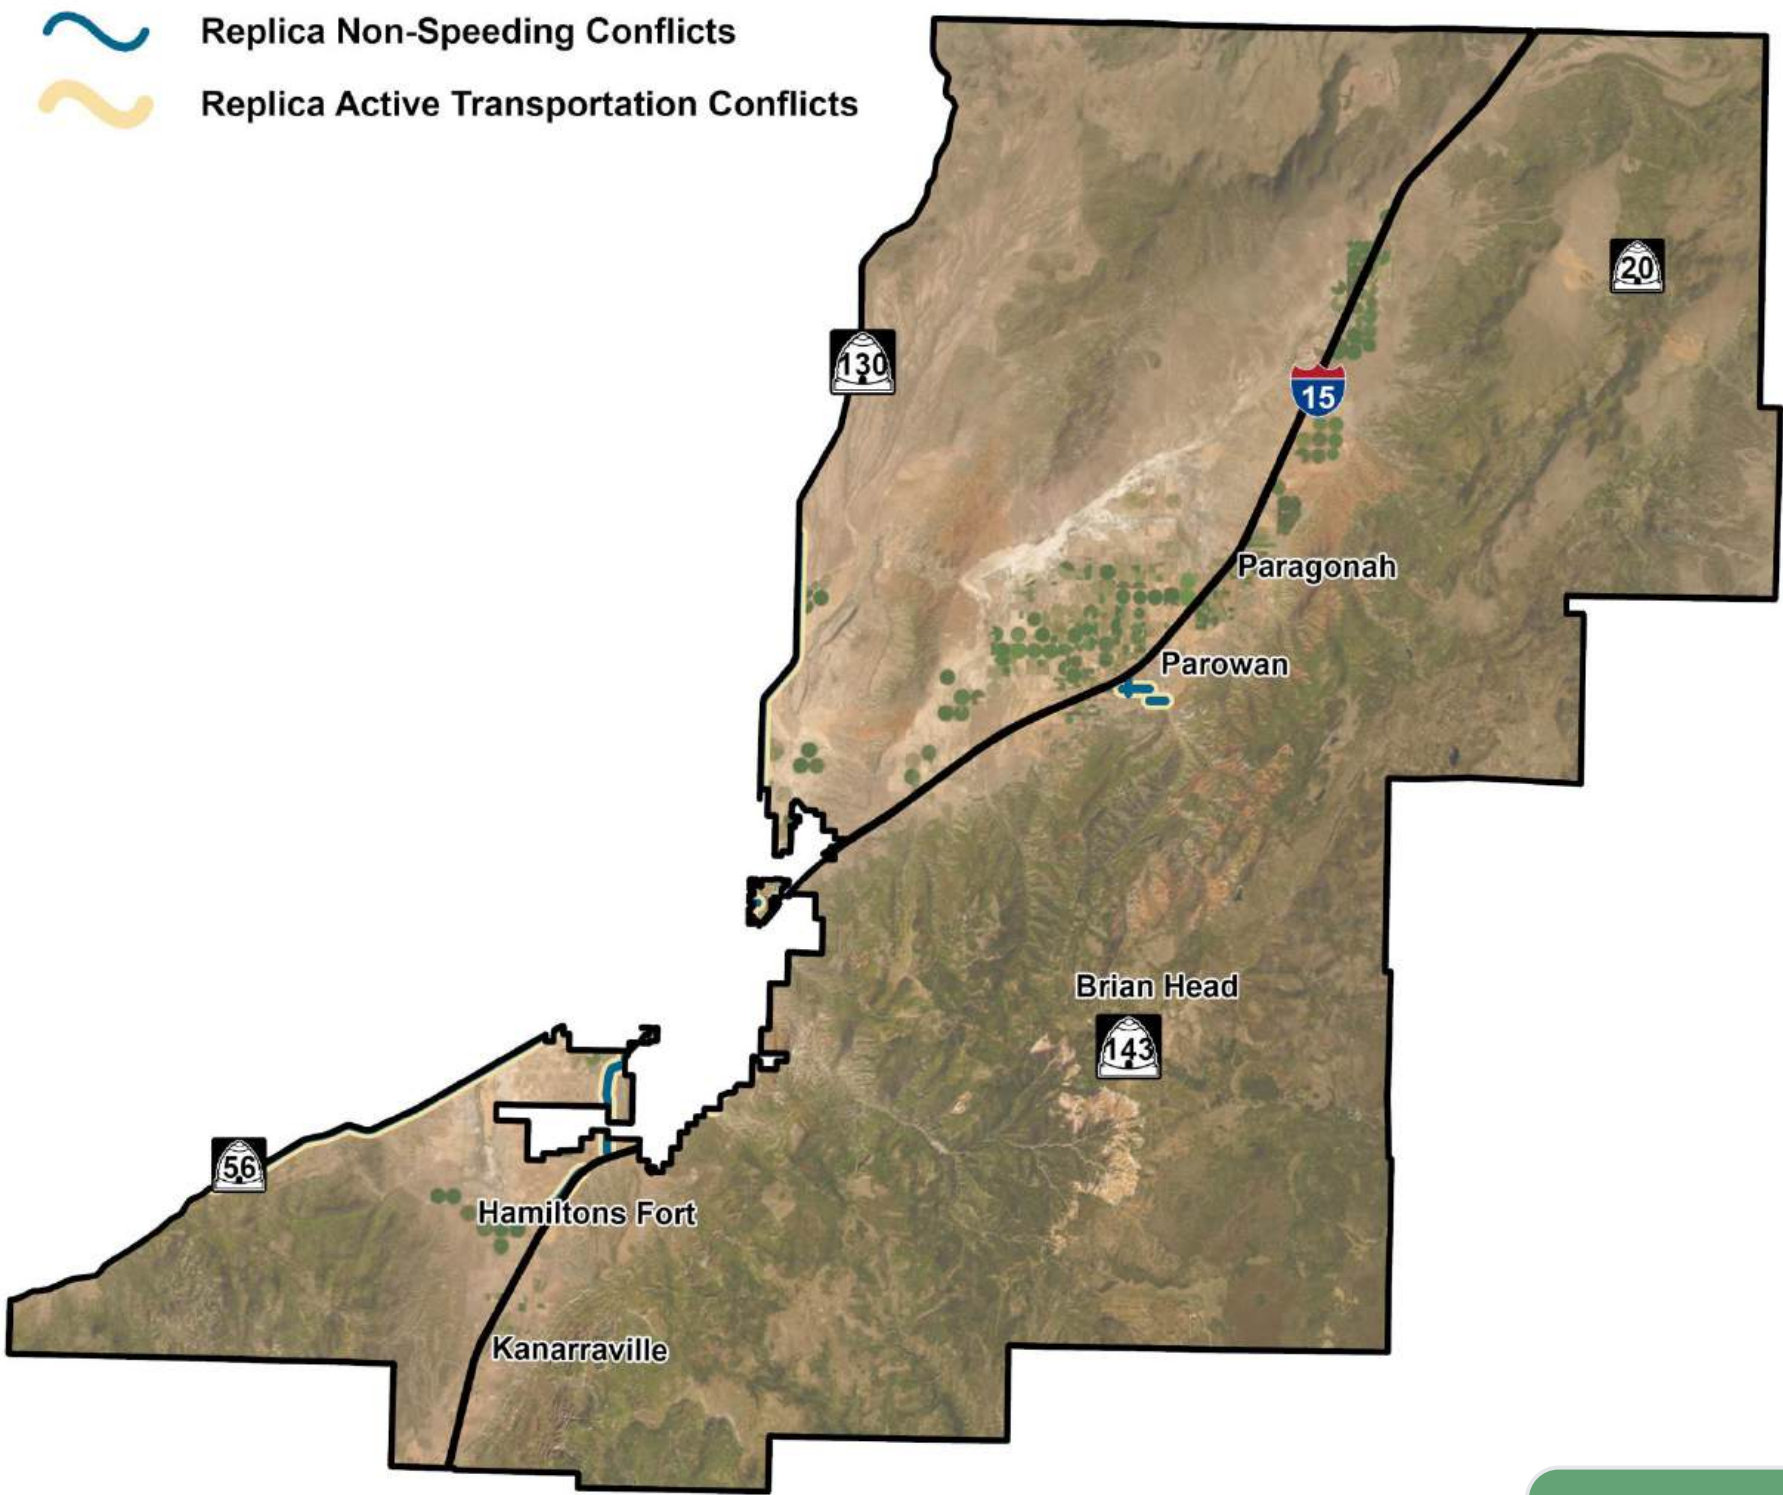 Replica Non-Speeding Conflicts
Replica Active Transportation Conflicts
20
130
15
Paragonah
Parowan
Brian Head
143
56
Hamiltons Fort
Kanarraville